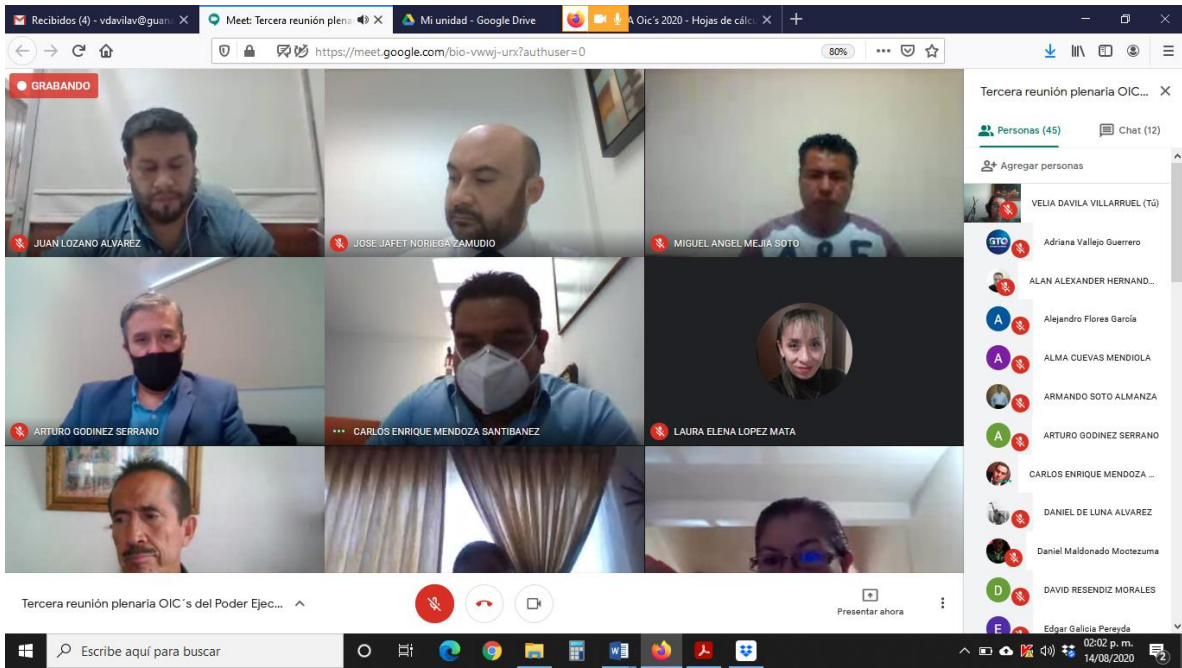 Recibidos (4) - vdavilav@guana
Meet: Tercera reunión plena
Mi unidad - Google Drive
A Oic's 2020 - Hojas de cálcu
https://meet.google.com/bio-vwwj-urx?authuser=0
80%
GRABANDO
JUAN LOZANO ALVAREZ
JOSE JAFET NORIEGA ZAMUDIO
MIGUEL ANGEL MEJIA SOTO
ARTURO GODINEZ SERRANO
CARLOS ENRIQUE MENDOZA SANTIBANEZ
LAURA ELENA LOPEZ MATA
Tercera reunión plenaria OIC...
Personas (45)
Chat (12)
Agregar personas
VELIA DAVILA VILLARRUEL (Tú)
GTO
Adriana Vallejo Guerrero
ALAN ALEXANDER HERNAND...
A
Alejandro Flores García
A
ALMA CUEVAS MENDIOLA
ARMANDO SOTO ALMANZA
A
ARTURO GODINEZ SERRANO
CARLOS ENRIQUE MENDOZA ...
DANIEL DE LUNA ALVAREZ
Daniel Maldonado Moctezuma
D
DAVID RESENDIZ MORALES
E
Edgar Galicia Pereyda
Tercera reunión plenaria OIC´s del Poder Ejec...
Presentar ahora
Escribe aquí para buscar
02:02 p. m.
14/08/2020
2